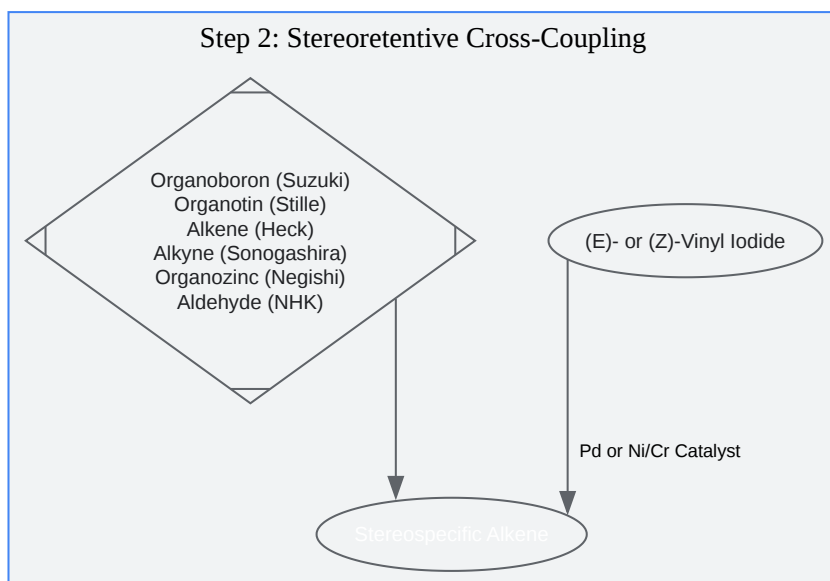 Step 2: Stereoretentive Cross-Coupling
Organoboron (Suzuki)
Organotin (Stille)
Alkene (Heck)
Alkyne (Sonogashira)
Organozinc (Negishi)
Aldehyde (NHK)
(E)- or (Z)-Vinyl Iodide
Pd or Ni/Cr Catalyst
Stereospecific Alkene